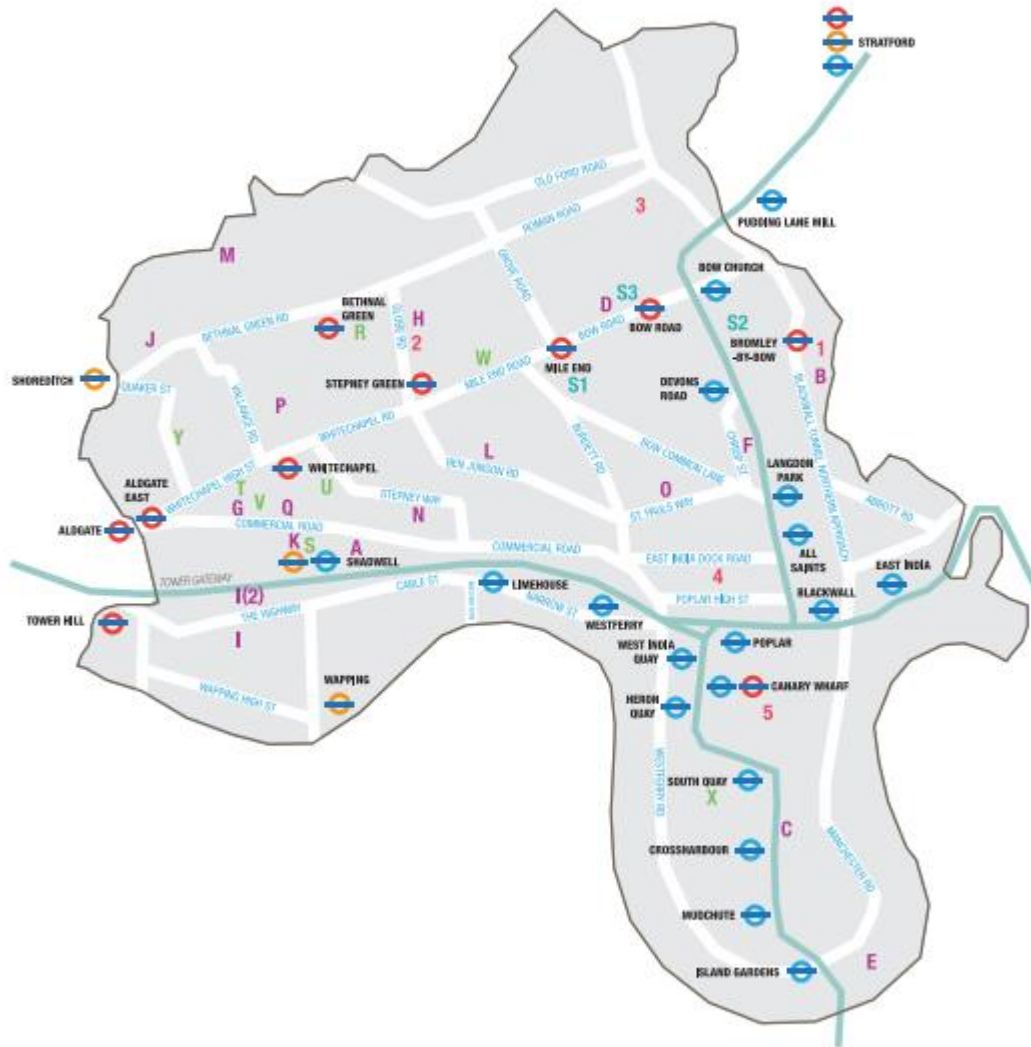 STRATFORD
OLD FORD ROAD
3
ROMAN ROAD
PUDDING LANE MILL
M
GROVE ROAD
BOW CHURCH
BETHNAL
GREEN
BETHNAL GREEN RD
GLOBE RD
H
D
S3
BOW ROAD
BOW ROAD
S2
J
R
2
BROMLEY
-BY-BOW
1
W
MILE END
B
SHOREDITCH
QUAKER ST
STEPNEY GREEN
MILE END ROAD
S1
DEVONS
ROAD
P
VALLANCE RD
WHITECHAPEL RD
BLACKWALL TUNNEL NORTHERN APPROACH
Y
BURDETT RD
BOW COMMON LANE
CHRISP ST
F
L
WHITECHAPEL HIGH ST
WHITECHAPEL
BEN JONSON RD
LANGDON
PARK
ALDGATE
EAST
T
U
STEPNEY WAY
O
ABBOTT RD
G
V
Q
N
ST. PAULS WAY
ALDGATE
COMMERCIAL ROAD
K
S
A
COMMERCIAL ROAD
EAST INDIA DOCK ROAD
ALL
SAINTS
SHADWELL
TOWER GATEWAY
CABLE ST
LIMEHOUSE
4
EAST INDIA
I(2)
NARROW ST
POPLAR HIGH ST
BLACKWALL
TOWER HILL
THE HIGHWAY
WESTFERRY
I
POPLAR
WEST INDIA
QUAY
WAPPING
CANARY WHARF
WAPPING HIGH ST
HERON
QUAY
5
WESTFERRY RD
SOUTH QUAY
X
C
CROSSHARBOUR
MANCHESTER RD
MUDCHUTE
E
ISLAND GARDENS